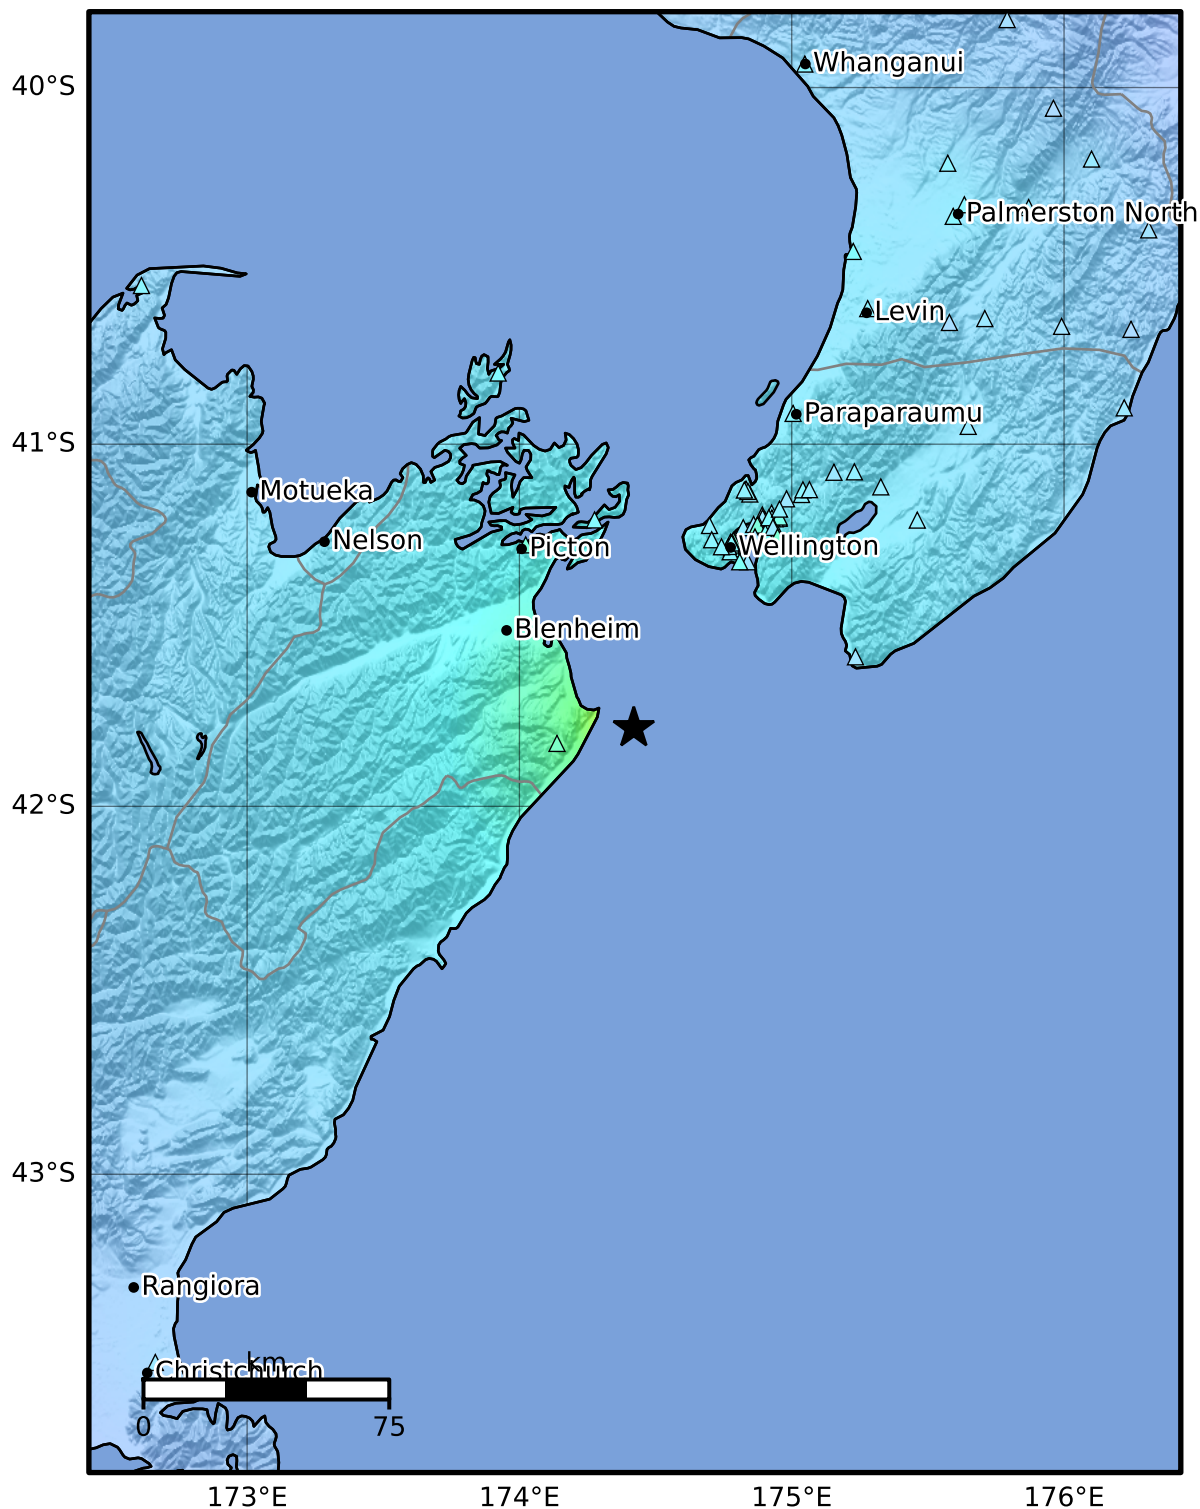 Whanganui
40°S
Palmerston North
Levin
Paraparaumu
41°S
Motueka
Nelson
Picton
Wellington
Blenheim
42°S
43°S
Rangiora
km
Christchurch
0 75
173°E 174°E 175°E 176°E